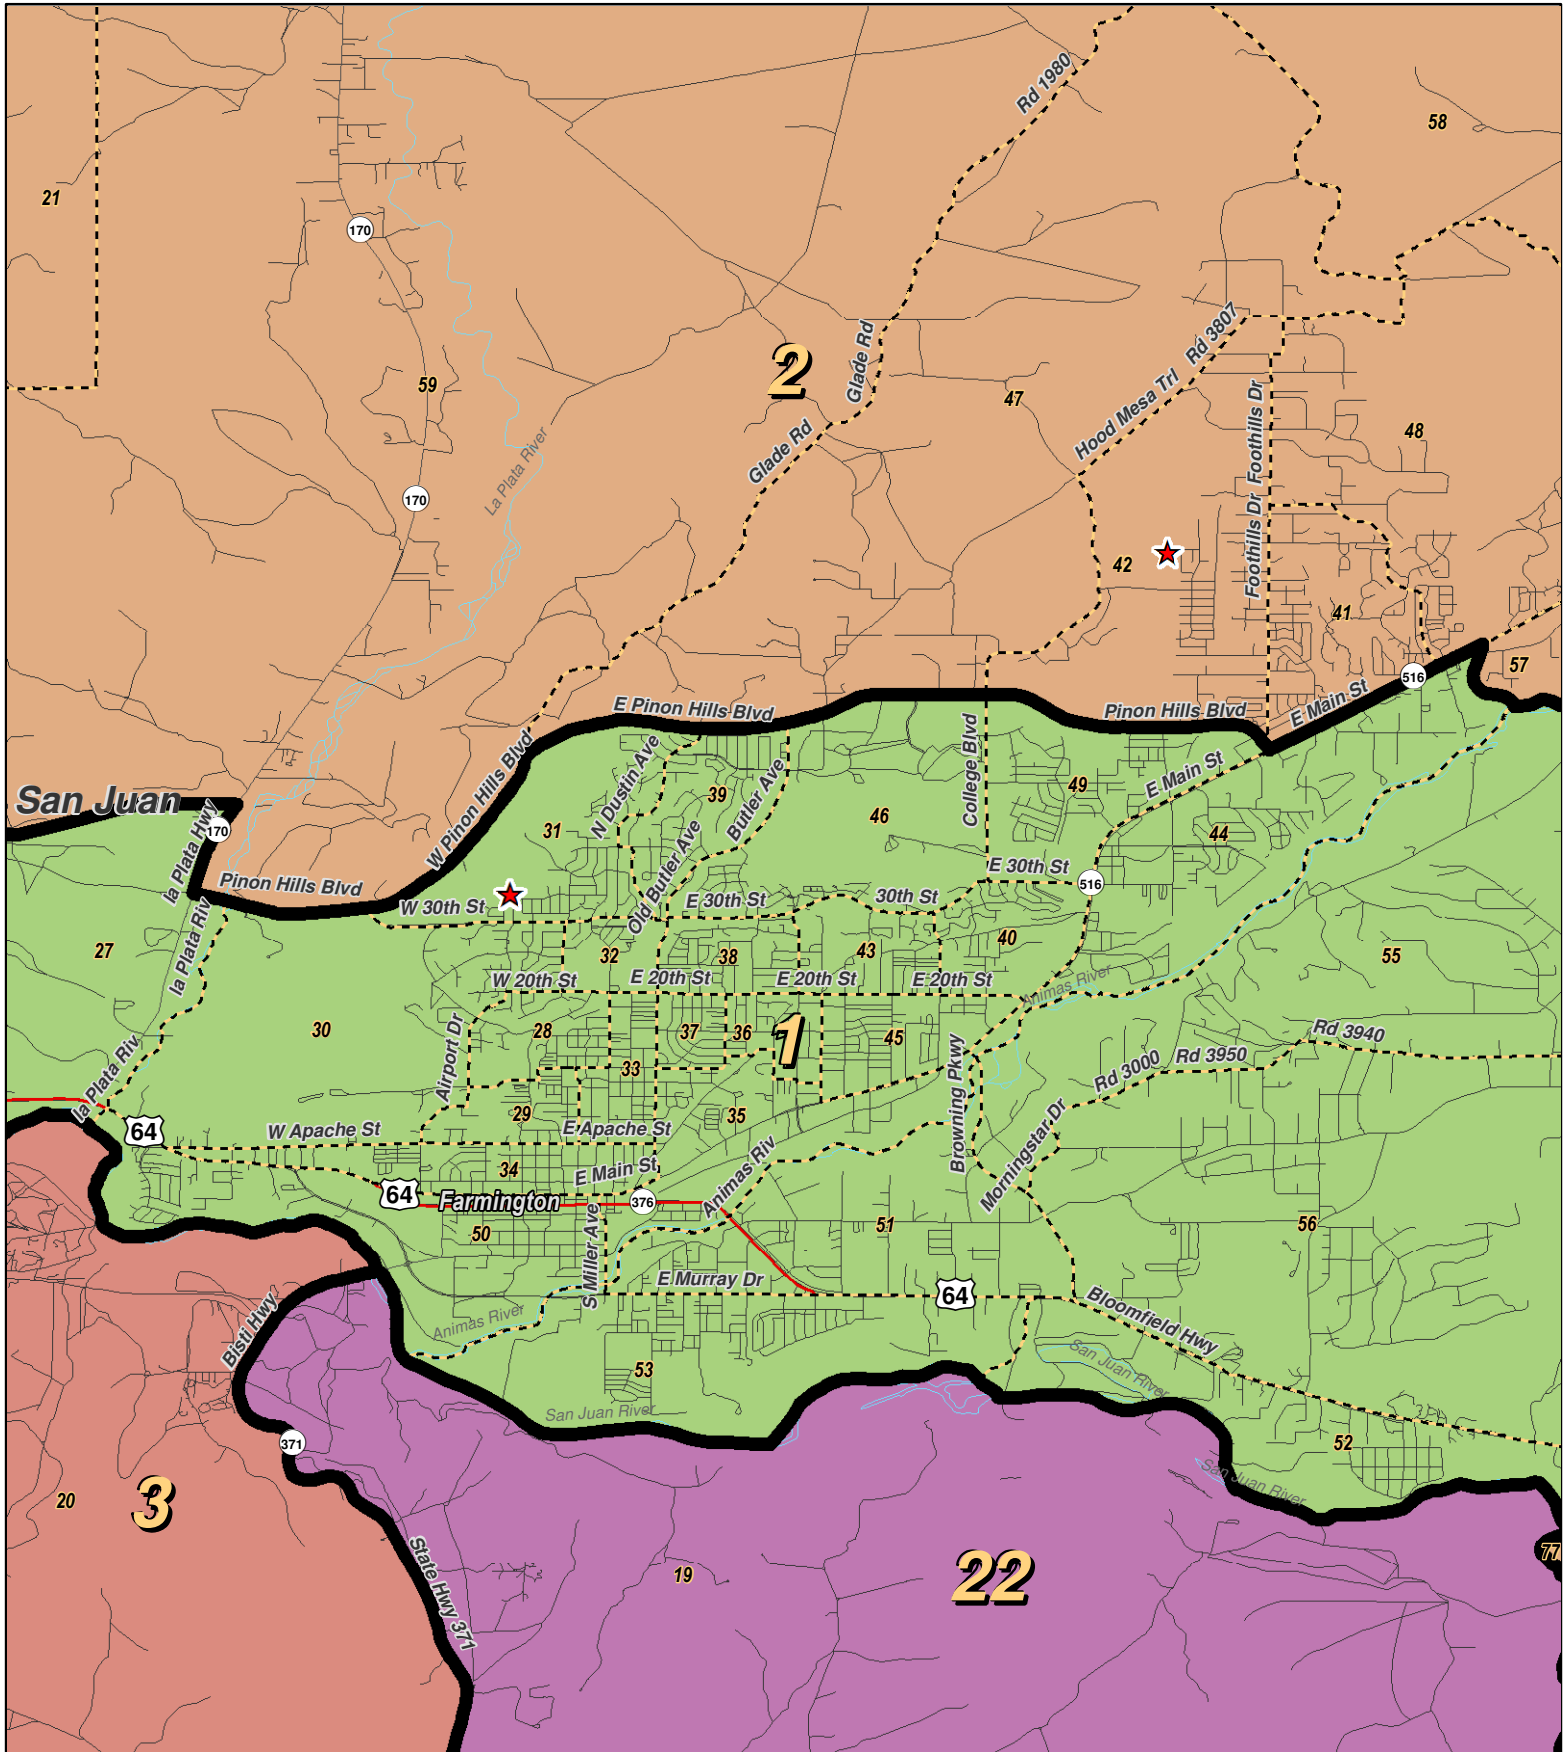 Rd 1980
58
21
170
Glade Rd
Rd 3807
2
59
47
Hood Mesa Trl
Foothills Dr
48
Glade Rd
La Plata River
170
Foothills Dr
42
41
57
516
E Main St
E Pinon Hills Blvd
Pinon Hills Blvd
College Blvd
W Pinon Hills Blvd
N Dustin Ave
39
Butler Ave
49
E Main St
San Juan
170
la Plata Hwy
31
46
44
Old Butler Ave
E 30th St
516
Pinon Hills Blvd
W 30th St
E 30th St
30th St
la Plata Riv
27
32
38
43
40
55
W 20th St
E 20th St
E 20th St
E 20th St
Animas River
30
Airport Dr
28
37
36
1
45
Browning Pkwy
Rd 3940
Rd 3950
Rd 3000
33
la Plata Riv
29
35
64
W Apache St
E Apache St
Morningstar Dr
34
E Main St
Animas Riv
64
Farmington
376
50
S Miller Ave
51
56
E Murray Dr
64
Bloomfield Hwy
Bisti Hwy
Animas River
53
San Juan River
San Juan River
371
52
San Juan River
20
3
State Hwy 371
19
22
77